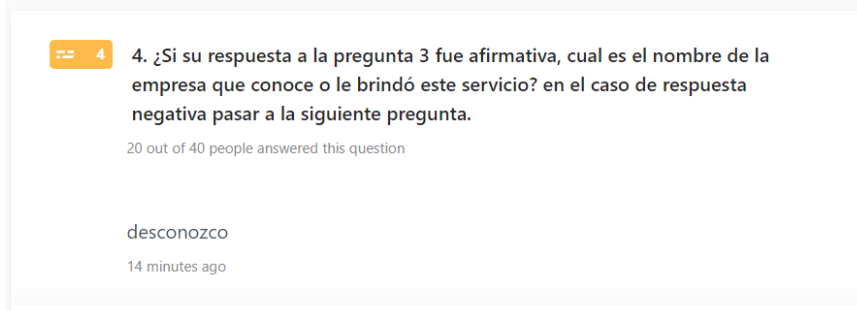 4
4. ¿Si su respuesta a la pregunta 3 fue afirmativa, cual es el nombre de la
empresa que conoce o le brindó este servicio? en el caso de respuesta
negativa pasar a la siguiente pregunta.
20 out of 40 people answered this question
desconozco
14 minutes ago